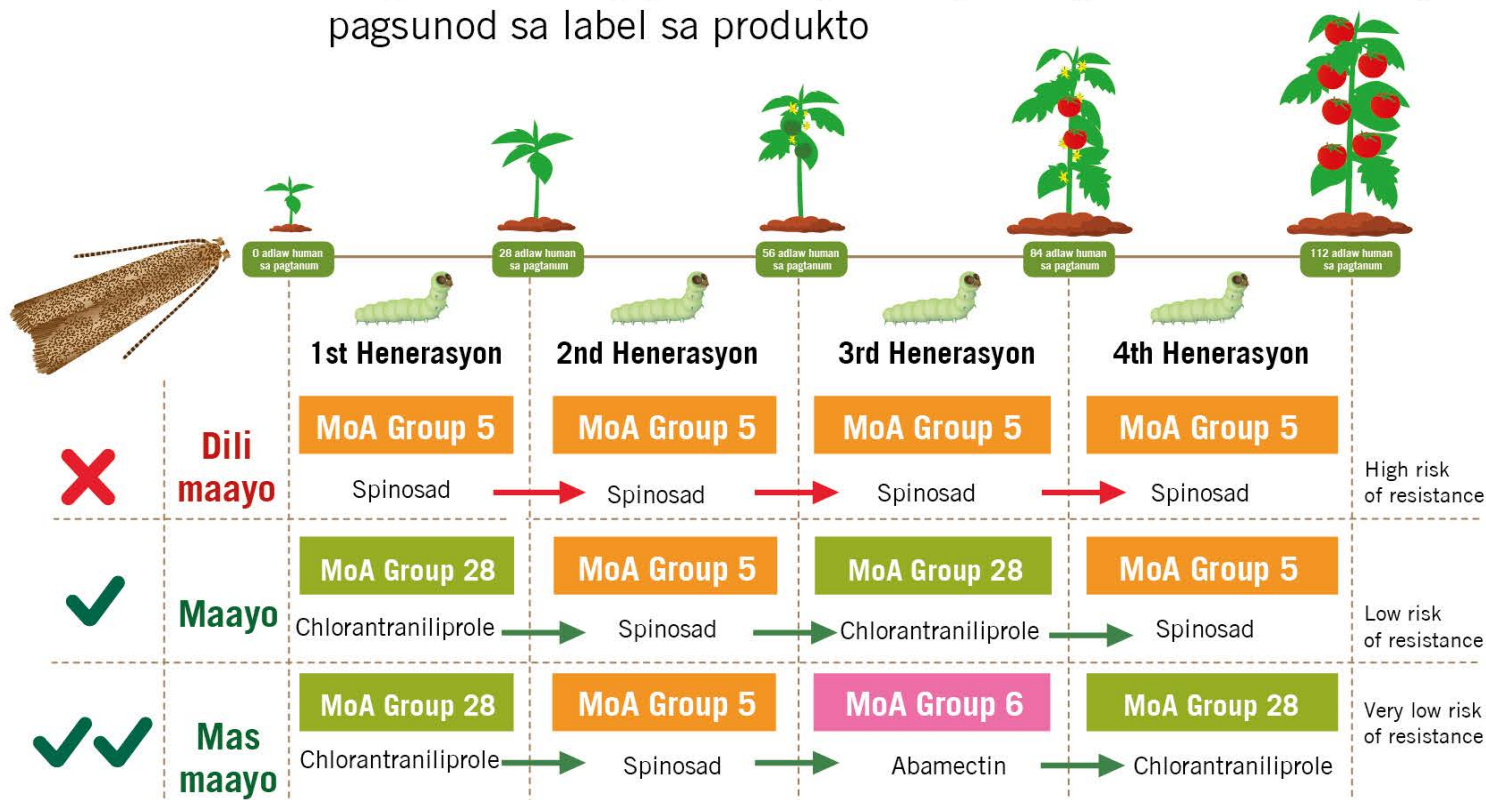 pagsunod sa label sa produkto
0 adlaw human
sa pagtanum
28 adlaw human
sa pagtanum
56 adlaw human
sa pagtanum
84 adlaw human
sa pagtanum
112 adlaw human
sa pagtanum
1st Henerasyon
2nd Henerasyon
3rd Henerasyon
4th Henerasyon
Dili
maayo
MoA Group 5
MoA Group 5
MoA Group 5
MoA Group 5
Spinosad
Spinosad
Spinosad
Spinosad
High risk
of resistance
Maayo
MoA Group 28
MoA Group 5
MoA Group 28
MoA Group 5
Chlorantraniliprole
Spinosad
Chlorantraniliprole
Spinosad
Low risk
of resistance
Mas
maayo
MoA Group 28
MoA Group 5
MoA Group 6
MoA Group 28
Chlorantraniliprole
Spinosad
Abamectin
Chlorantraniliprole
Very low risk
of resistance